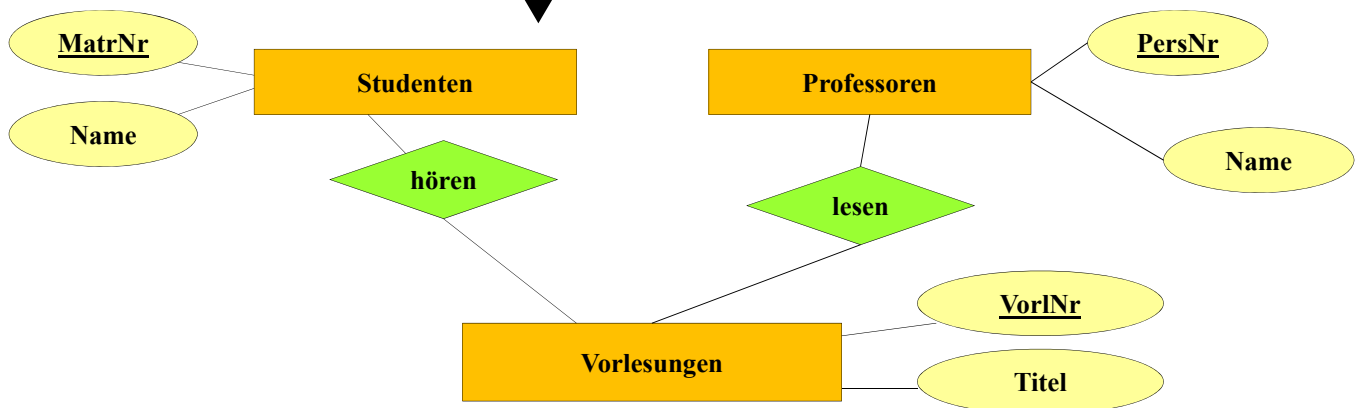 MatrNr
PersNr
Studenten
Professoren
Name
Name
hören
lesen
VorlNr
Vorlesungen
Titel